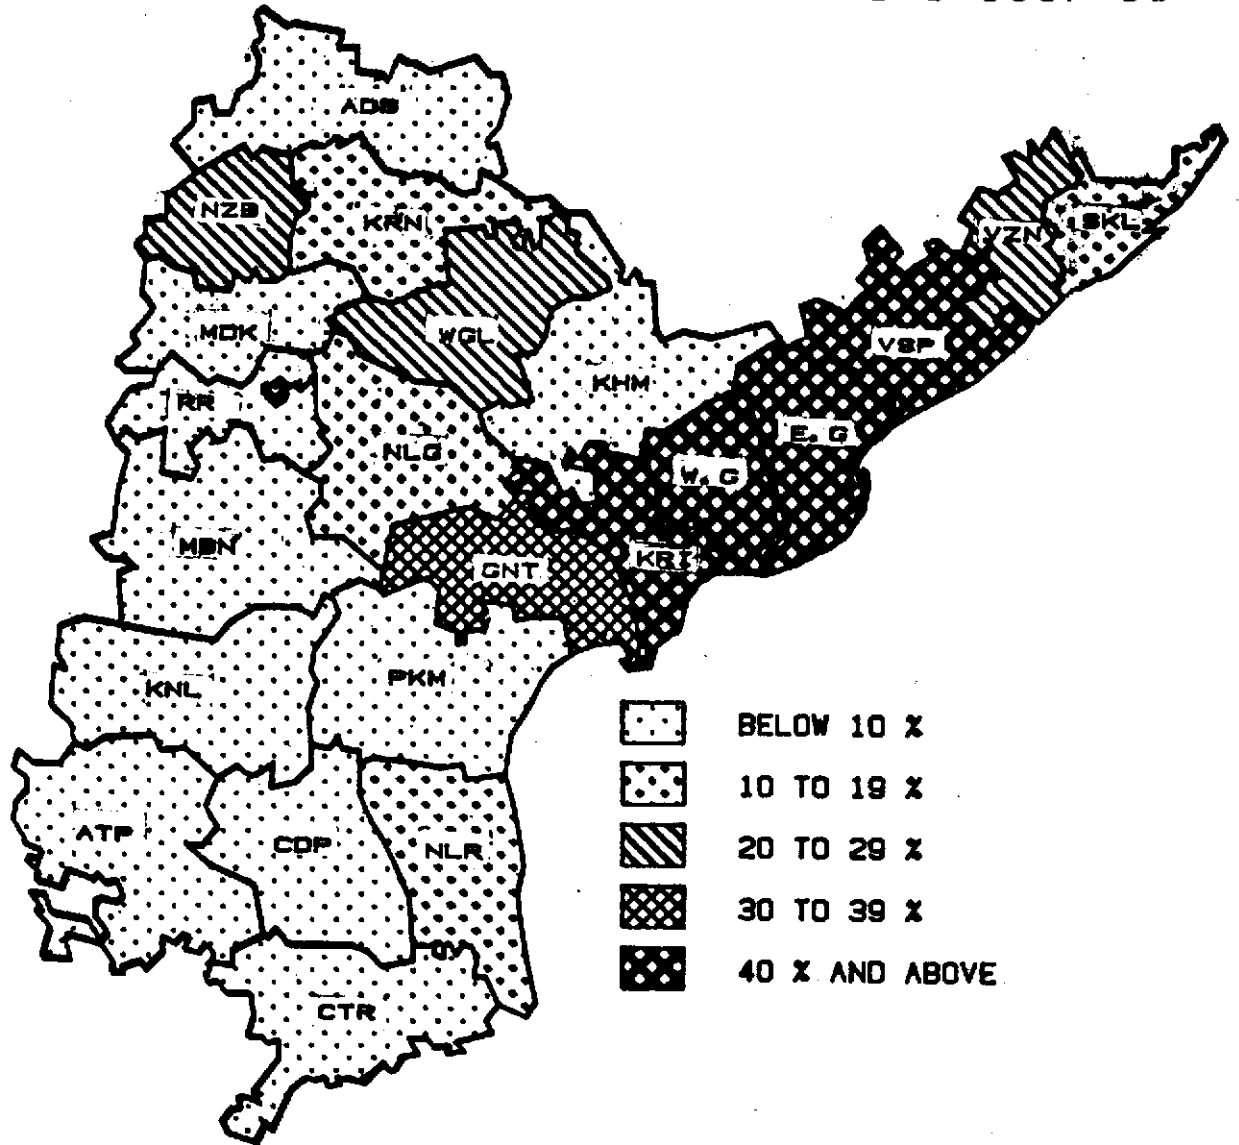 ADB
NZB
KRN
VZN
SKL
MDK
WGL
VSP
RR
KHM
E.G
NLG
W.G
MBN
GNT
KRI
KNL
PKM
BELOW 10 %
10 TO 19 %
ATP
CDP
NLR
20 TO 29 %
30 TO 39 %
40 % AND ABOVE
CTR